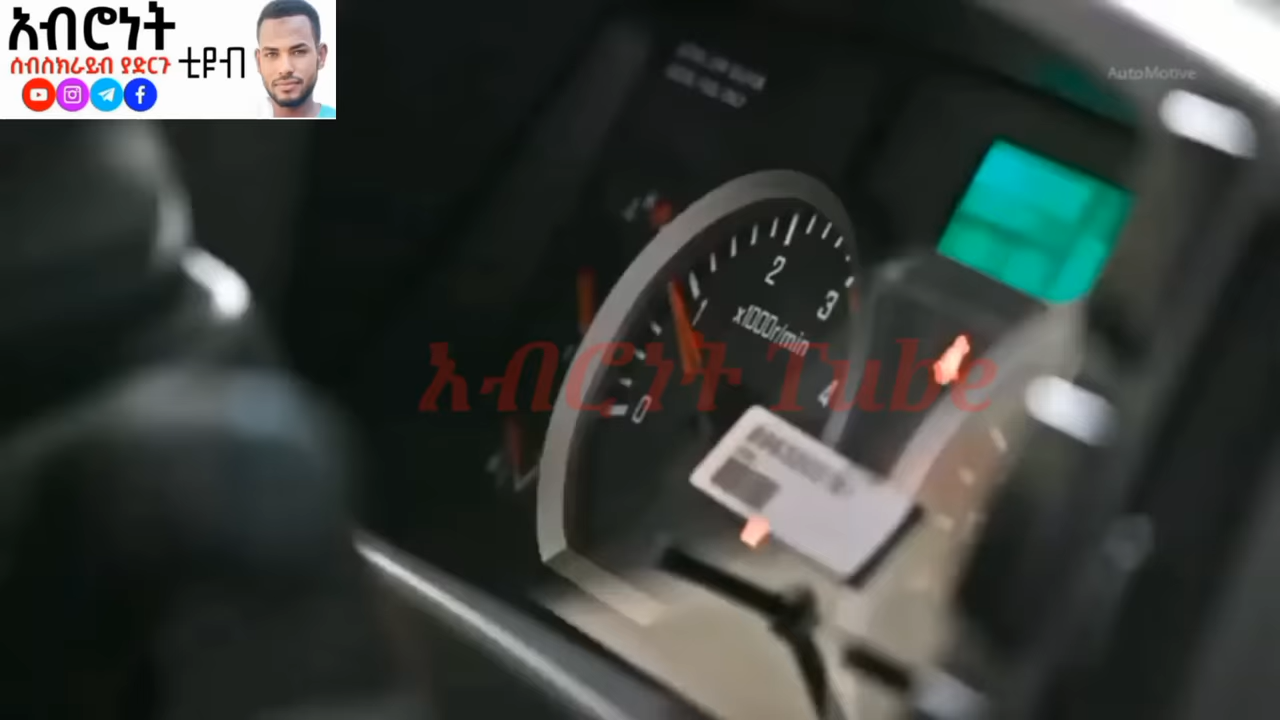 አብሮነት
ሰብስክራይብ ያድርጉ
ቲዩብ
AutoMotive
2
3
1
x1000r/min
አብሮነት Tube
4
0